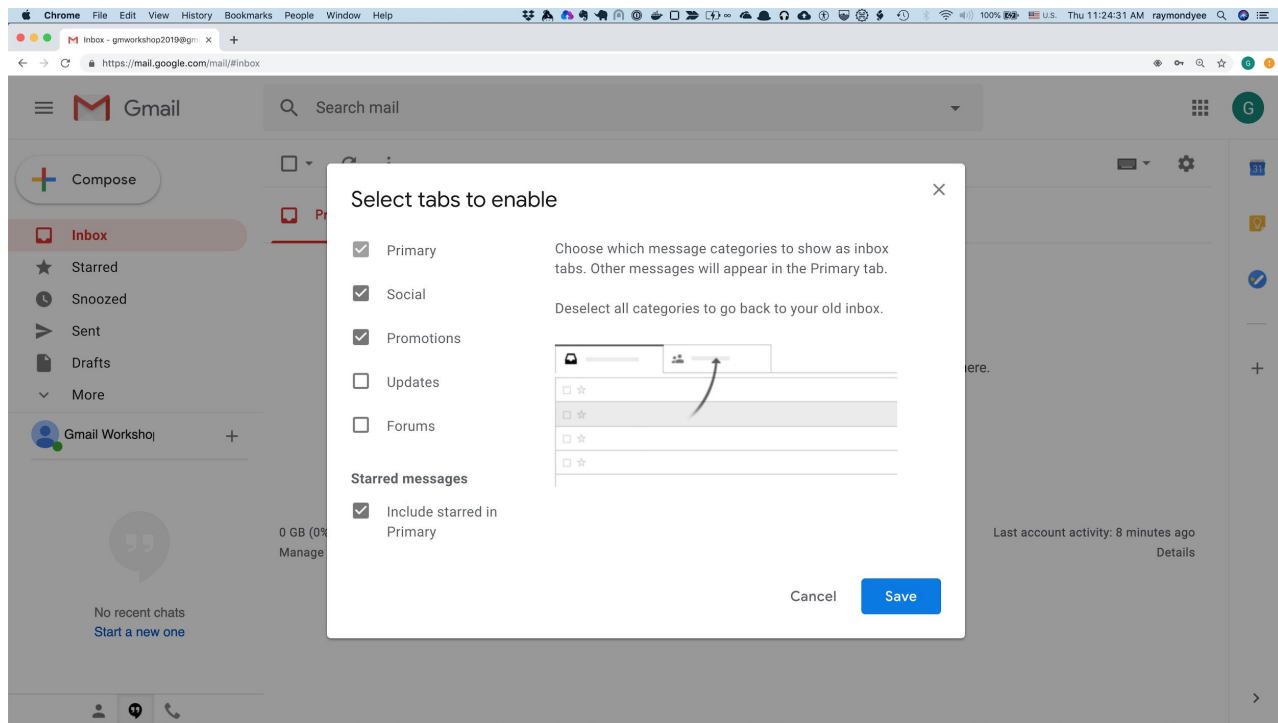 Chrome File Edit View History Bookmarks People Window Help 100% U.S. Thu 11:24:31 AM raymondyee
Inbox - gmworkshop2019@gm
https://mail.google.com/mail/#inbox G
Gmail Search mail G
Compose 31
Select tabs to enable
Pr
Inbox
Primary
Choose which message categories to show as inbox
tabs. Other messages will appear in the Primary tab.
Starred
Social
Snoozed
Deselect all categories to go back to your old inbox.
Sent
Promotions
Drafts
Updates
here.
More
Forums
Gmail Workshop
Starred messages
Include starred in
Primary
0 GB (0%
Manage
Last account activity: 8 minutes ago
Details
Cancel Save
No recent chats
Start a new one